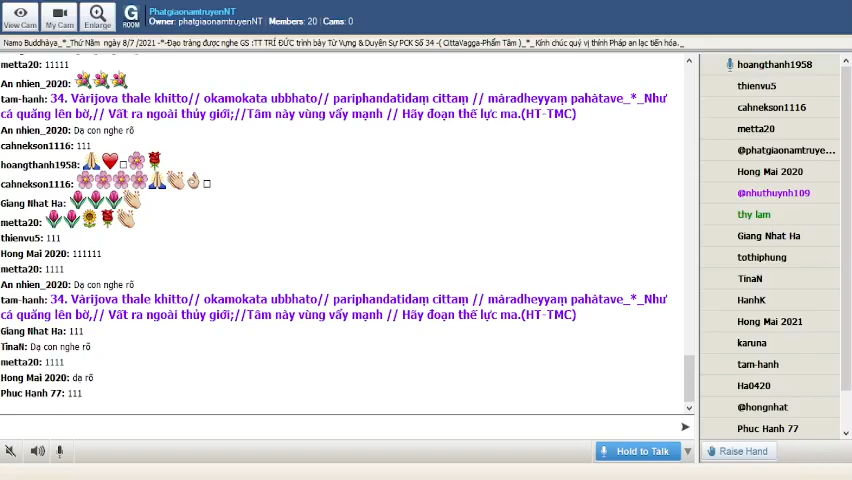 PhatgiaonamtruyenNT
Owner: phatgiaonamtruyenNT | Members: 20 | Cams: 0
View Cam
My Cam
Enlarge
G
ROOM
Namo Buddhàya_*_Thứ Năm ngày 8/7 /2021 -*-Đạo tràng được nghe GS :TT TRÍ ĐỨC trình bày Từ Vựng & Duyên Sự PCK Số 34 -( CittaVagga-Phẩm Tâm )_*_ Kính chúc quý vị thính Pháp an lạc tiến hóa._
metta20: 11111
An nhien_2020:
tam-hanh: 34. Vàrijova thale khitto// okamokata ubbhato// pariphandatidaṃ cittaṃ // màradheyyaṃ pahàtave_*_Như
cá quăng lên bờ,// Vất ra ngoài thủy giới;//Tâm này vùng vẫy mạnh // Hãy đoạn thế lực ma.(HT-TMC)
An nhien_2020: Dạ con nghe rõ
cahnekson1116: 111
hoangthanh1958:
cahnekson1116:
Giang Nhat Ha:
metta20:
thienvu5: 111
Hong Mai 2020: 111111
metta20: 1111
An nhien_2020: Dạ con nghe rõ
tam-hanh: 34. Vàrijova thale khitto// okamokata ubbhato// pariphandatidaṃ cittaṃ // màradheyyaṃ pahàtave_*_Như
cá quăng lên bờ,// Vất ra ngoài thủy giới;//Tâm này vùng vẫy mạnh // Hãy đoạn thế lực ma.(HT-TMC)
Giang Nhat Ha: 111
TinaN: Dạ con nghe rõ
metta20: 1111
Hong Mai 2020: dạ rõ
Phuc Hanh 77: 111
hoangthanh1958
thienvu5
cahnekson1116
metta20
@phatgiaonamtruye...
Hong Mai 2020
@nhuthuynh109
thy lam
Giang Nhat Ha
tothiphung
TinaN
HanhK
Hong Mai 2021
karuna
tam-hanh
Ha0420
@hongnhat
Phuc Hanh 77
Hold to Talk
Raise Hand